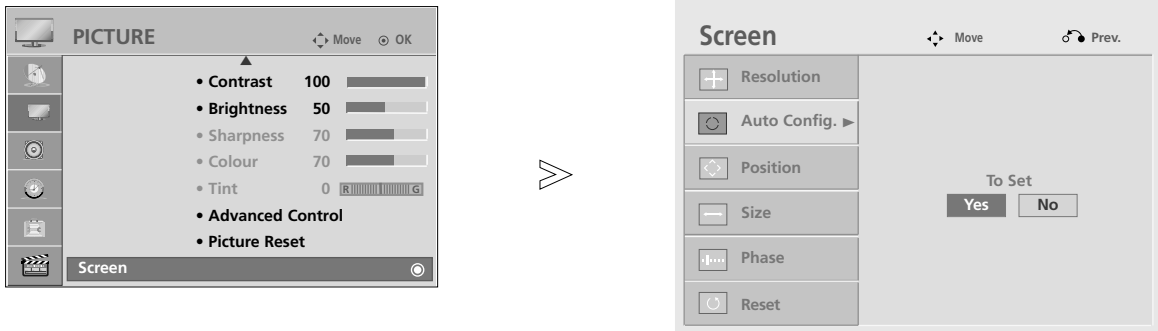 PICTURE
Move OK
• Contrast 100
• Brightness 50
• Sharpness 70
• Colour 70
• Tint 0 R G
• Advanced Control
• Picture Reset
Screen
Screen
Move Prev.
Resolution
Auto Config. ►
Position
Size
Phase
Reset
To Set
Yes No